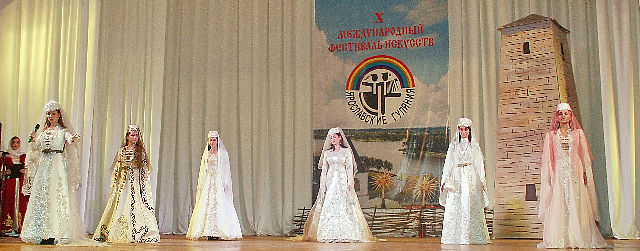 X
МЕЖДУНАРОДНЫЙ
ФЕСТИВАЛЬ ИСКУССТВ
ЯРОСЛАВСКИЕ ГУЛЯНИЯ